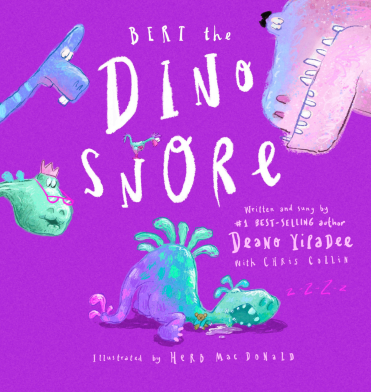 BERT the
DINO
SNORE
Written and sung by
#1 BEST-SELLING author
Deano Yipadee
with CHRIS Collin
z-z-z-z
Illustrated by HERB MacDONALD